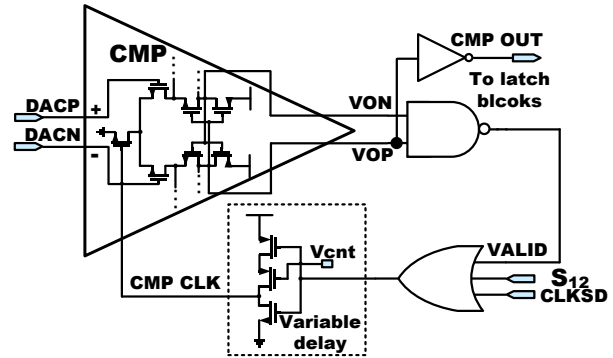 CMP
CMP OUT
To latch
blcoks
DACP
+
DACN
-
VON
VOP
Vcnt
VALID
S12
CLKSD
CMP CLK
Variable
delay